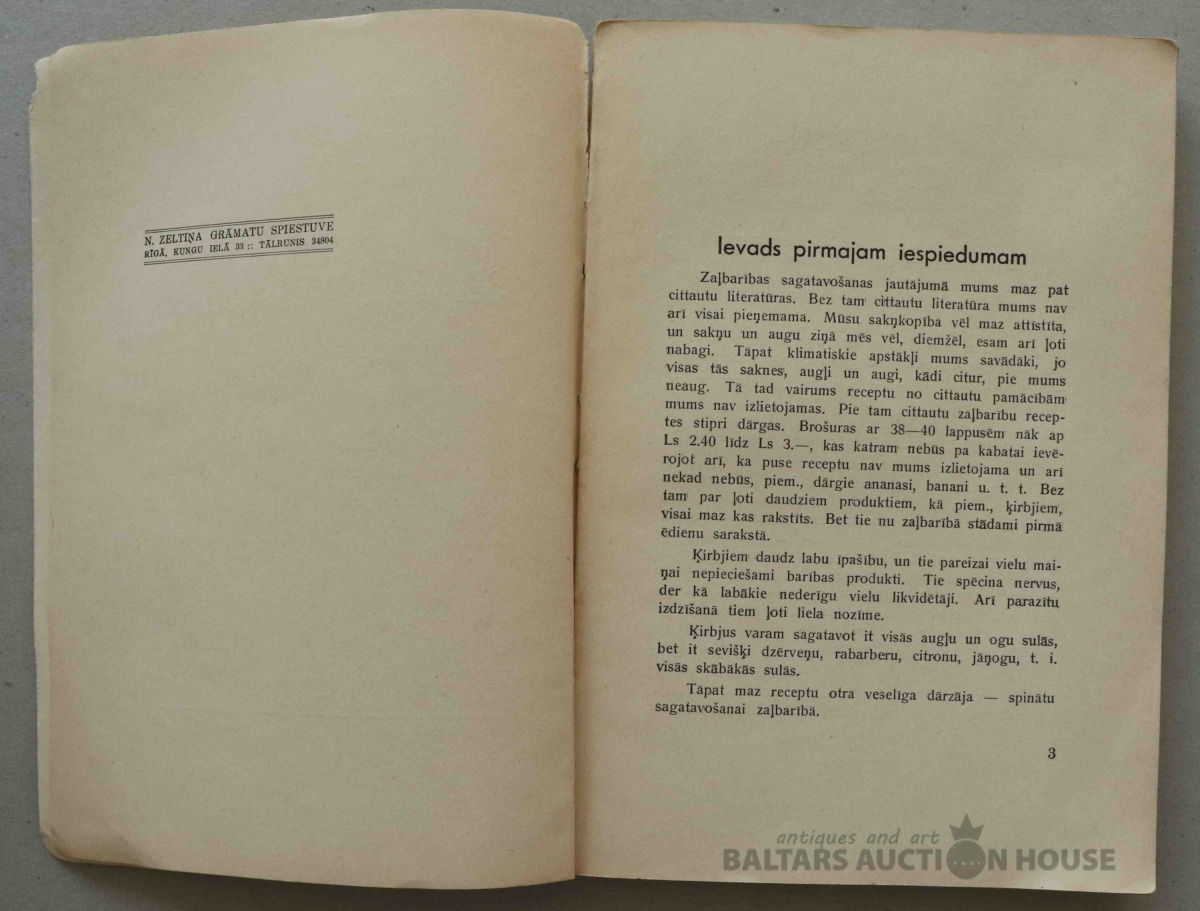 N. ZELTIŅA GRĀMATU SPIESTUVE
RĪGĀ, KUNGU IELĀ 33 :: TĀLRUNIS 34804
Ievads pirmajam iespiedumam
Zaļbarības sagatavošanas jautājumā mums maz pat
cittautu literatūras. Bez tam cittautu literatūra mums nav
arī visai pieņemama. Mūsu sakņkopība vēl maz attīstīta,
un sakņu un augu ziņā mēs vēl, diemžēl, esam arī ļoti
nabagi. Tāpat klimatiskie apstākļi mums savādāki, jo
visas tās saknes, augļi un augi, kādi citur, pie mums
neaug. Tā tad vairums receptu no cittautu pamācībām
mums nav izlietojamas. Pie tam cittautu zaļbarību recep-
tes stipri dārgas. Brošuras ar 38—40 lappusēm nāk ap
Ls 2.40 līdz Ls 3.—, kas katram nebūs pa kabatai ievē-
rojot arī, ka puse receptu nav mums izlietojama un arī
nekad nebūs, piem., dārgie ananasi, banani u. t. t. Bez
tam par ļoti daudziem produktiem, kā piem., ķirbjiem,
visai maz kas rakstīts. Bet tie nu zaļbarībā stādami pirmā
ēdienu sarakstā.
Ķirbjiem daudz labu īpašību, un tie pareizai vielu mai-
ņai nepieciešami barības produkti. Tie spēcina nervus,
der kā labākie nederīgu vielu likvidētāji. Arī parazītu
izdzīšanā tiem ļoti liela nozīme.
Ķirbjus varam sagatavot it visās augļu un ogu sulās,
bet it sevišķi dzērveņu, rabarberu, citronu, jāņogu, t. i.
visās skābākās sulās.
Tāpat maz receptu otra veselīga dārzāja — spinātu
sagatavošanai zaļbarībā.
3
antiques and art
BALTARS AUCTION HOUSE